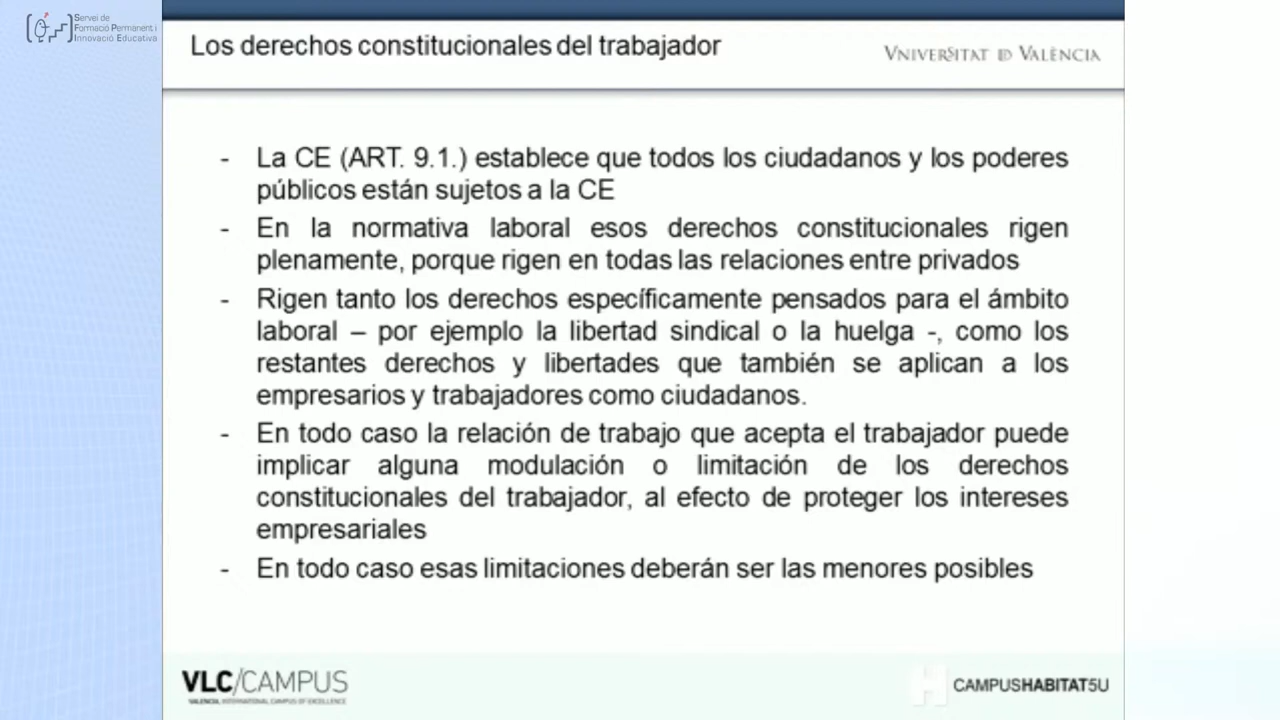 Servei de
Formació Permanent i
Innovació Educativa
Los derechos constitucionales del trabajador
VNIVERSITAT ID VALÈNCIA
- La CE (ART. 9.1.) establece que todos los ciudadanos y los poderes
públicos están sujetos a la CE
- En la normativa laboral esos derechos constitucionales rigen
plenamente, porque rigen en todas las relaciones entre privados
- Rigen tanto los derechos específicamente pensados para el ámbito
laboral – por ejemplo la libertad sindical o la huelga -, como los
restantes derechos y libertades que también se aplican a los
empresarios y trabajadores como ciudadanos.
- En todo caso la relación de trabajo que acepta el trabajador puede
implicar alguna modulación o limitación de los derechos
constitucionales del trabajador, al efecto de proteger los intereses
empresariales
- En todo caso esas limitaciones deberán ser las menores posibles
VLC/CAMPUS
VALENCIA, INTERNATIONAL CAMPUS OF EXCELLENCE
H CAMPUSHABITAT5U